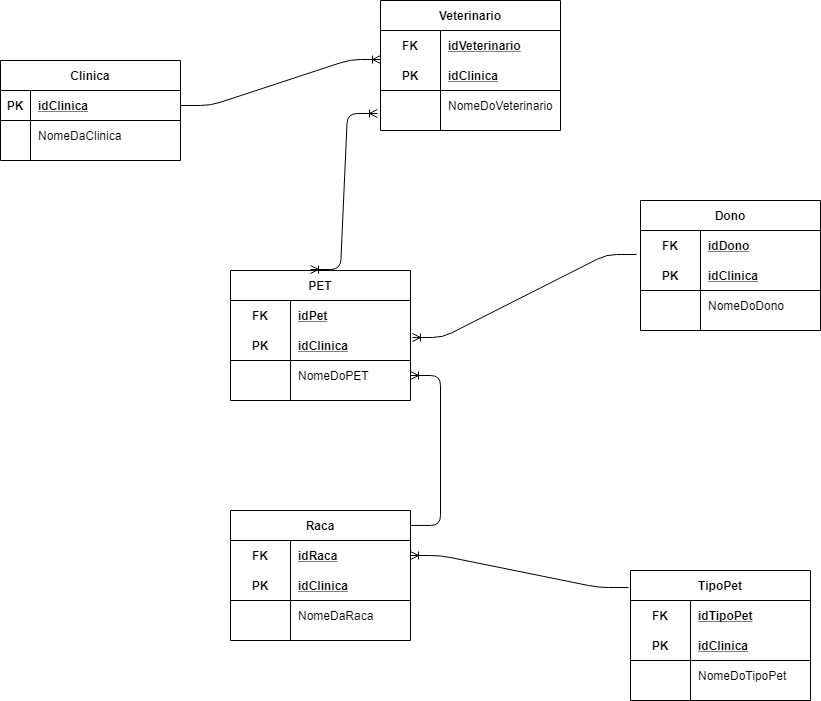 Veterinario
FK idVeterinario
PK idClinica
NomeDoVeterinario
Clinica
PK idClinica
NomeDaClinica
Dono
FK idDono
PK idClinica
NomeDoDono
PET
FK idPet
PK idClinica
NomeDoPET
Raca
FK idRaca
PK idClinica
NomeDaRaca
TipoPet
FK idTipoPet
PK idClinica
NomeDoTipoPet